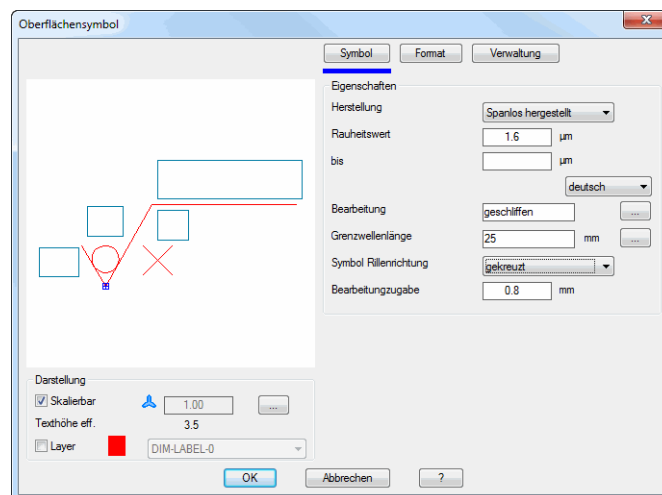 Oberflächensymbol
Symbol Format Verwaltung
Eigenschaften
Herstellung Spanlos hergestellt
Rauheitswert 1.6 µm
bis µm
deutsch
Bearbeitung geschliffen ...
Grenzwellenlänge 25 mm ...
Symbol Rillenrichtung gekreuzt
Bearbeitungzugabe 0.8 mm
Darstellung
Skalierbar 1.00 ...
Texthöhe eff. 3.5
Layer DIM-LABEL-0
OK Abbrechen ?